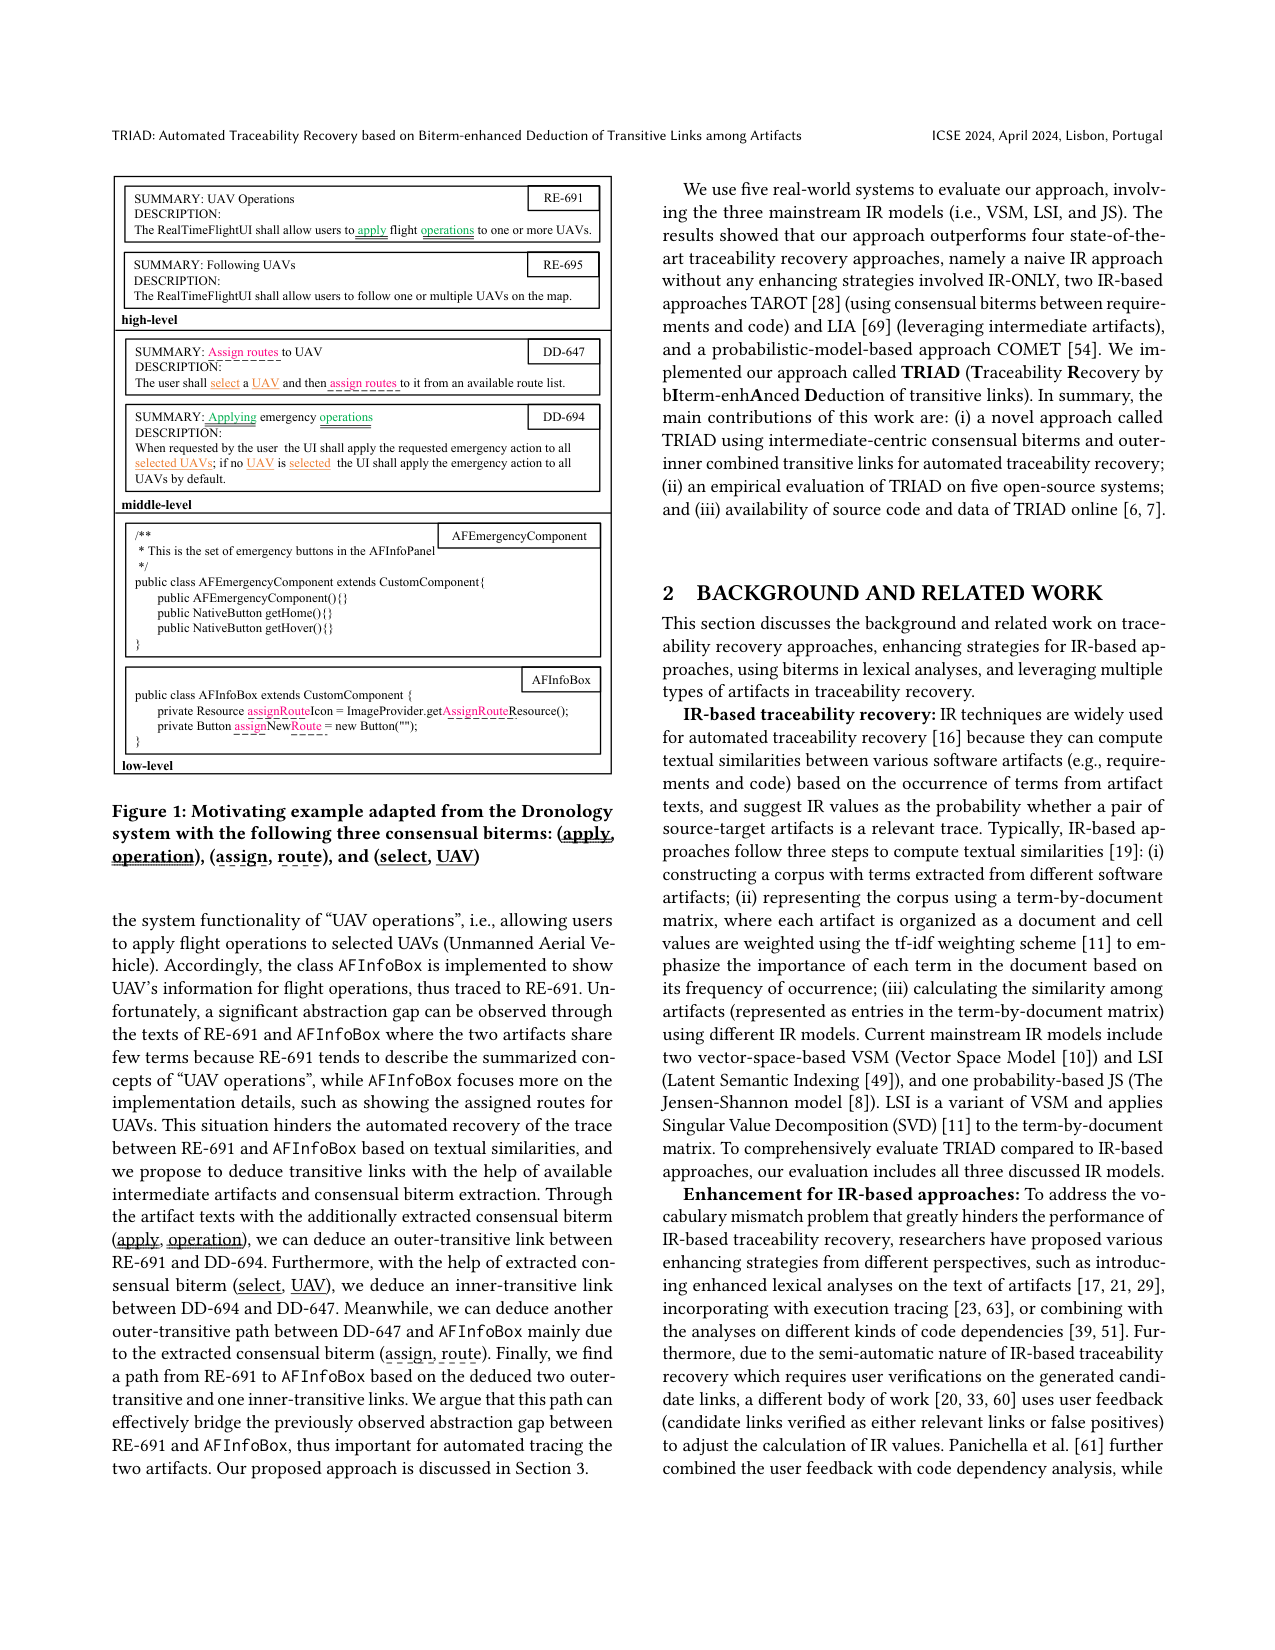 TRIAD: Automated Traceability Recovery based on Biterm-enhanced Deduction of Transitive Links among Artifacts
ICSE 2024, April 2024, Lisbon, Portugal
SUMMARY: UAV Operations
RE-691
DESCRIPTION:
The RealTimeFlightUI shall allow users to apply flight operations to one or more UAVs.
SUMMARY: Following UAVs
RE-695
DESCRIPTION:
The RealTimeFlightUI shall allow users to follow one or multiple UAVs on the map.
high-level
SUMMARY: Assign routes to UAV
DD-647
DESCRIPTION:
The user shall select a UAV and then assign routes to it from an available route list.
SUMMARY: Applying emergency operations
DD-694
DESCRIPTION:
When requested by the user the UI shall apply the requested emergency action to all
selected UAVs; if no UAV is selected the UI shall apply the emergency action to all
UAVs by default.
middle-level
/**
AFEmergencyComponent
* This is the set of emergency buttons in the AFInfoPanel
*/
public class AFEmergencyComponent extends CustomComponent{
public AFEmergencyComponent(){}
public NativeButton getHome(){}
public NativeButton getHover(){}
}
AFInfoBox
public class AFInfoBox extends CustomComponent {
private Resource assignRouteIcon = ImageProvider.getAssignRouteResource();
private Button assignNewRoute = new Button("");
}
low-level
Figure 1: Motivating example adapted from the Dronology
system with the following three consensual biterms: (apply,
operation), (assign, route), and (select, UAV)
the system functionality of “UAV operations”, i.e., allowing users
to apply flight operations to selected UAVs (Unmanned Aerial Ve-
hicle). Accordingly, the class AFInfoBox is implemented to show
UAV’s information for flight operations, thus traced to RE-691. Un-
fortunately, a significant abstraction gap can be observed through
the texts of RE-691 and AFInfoBox where the two artifacts share
few terms because RE-691 tends to describe the summarized con-
cepts of “UAV operations”, while AFInfoBox focuses more on the
implementation details, such as showing the assigned routes for
UAVs. This situation hinders the automated recovery of the trace
between RE-691 and AFInfoBox based on textual similarities, and
we propose to deduce transitive links with the help of available
intermediate artifacts and consensual biterm extraction. Through
the artifact texts with the additionally extracted consensual biterm
(apply, operation), we can deduce an outer-transitive link between
RE-691 and DD-694. Furthermore, with the help of extracted con-
sensual biterm (select, UAV), we deduce an inner-transitive link
between DD-694 and DD-647. Meanwhile, we can deduce another
outer-transitive path between DD-647 and AFInfoBox mainly due
to the extracted consensual biterm (assign, route). Finally, we find
a path from RE-691 to AFInfoBox based on the deduced two outer-
transitive and one inner-transitive links. We argue that this path can
effectively bridge the previously observed abstraction gap between
RE-691 and AFInfoBox, thus important for automated tracing the
two artifacts. Our proposed approach is discussed in Section 3.
We use five real-world systems to evaluate our approach, involv-
ing the three mainstream IR models (i.e., VSM, LSI, and JS). The
results showed that our approach outperforms four state-of-the-
art traceability recovery approaches, namely a naive IR approach
without any enhancing strategies involved IR-ONLY, two IR-based
approaches TAROT [28] (using consensual biterms between require-
ments and code) and LIA [69] (leveraging intermediate artifacts),
and a probabilistic-model-based approach COMET [54]. We im-
plemented our approach called TRIAD (Traceability Recovery by
bIterm-enhAnced Deduction of transitive links). In summary, the
main contributions of this work are: (i) a novel approach called
TRIAD using intermediate-centric consensual biterms and outer-
inner combined transitive links for automated traceability recovery;
(ii) an empirical evaluation of TRIAD on five open-source systems;
and (iii) availability of source code and data of TRIAD online [6, 7].
2 BACKGROUND AND RELATED WORK
This section discusses the background and related work on trace-
ability recovery approaches, enhancing strategies for IR-based ap-
proaches, using biterms in lexical analyses, and leveraging multiple
types of artifacts in traceability recovery.
IR-based traceability recovery: IR techniques are widely used
for automated traceability recovery [16] because they can compute
textual similarities between various software artifacts (e.g., require-
ments and code) based on the occurrence of terms from artifact
texts, and suggest IR values as the probability whether a pair of
source-target artifacts is a relevant trace. Typically, IR-based ap-
proaches follow three steps to compute textual similarities [19]: (i)
constructing a corpus with terms extracted from different software
artifacts; (ii) representing the corpus using a term-by-document
matrix, where each artifact is organized as a document and cell
values are weighted using the tf-idf weighting scheme [11] to em-
phasize the importance of each term in the document based on
its frequency of occurrence; (iii) calculating the similarity among
artifacts (represented as entries in the term-by-document matrix)
using different IR models. Current mainstream IR models include
two vector-space-based VSM (Vector Space Model [10]) and LSI
(Latent Semantic Indexing [49]), and one probability-based JS (The
Jensen-Shannon model [8]). LSI is a variant of VSM and applies
Singular Value Decomposition (SVD) [11] to the term-by-document
matrix. To comprehensively evaluate TRIAD compared to IR-based
approaches, our evaluation includes all three discussed IR models.
Enhancement for IR-based approaches: To address the vo-
cabulary mismatch problem that greatly hinders the performance of
IR-based traceability recovery, researchers have proposed various
enhancing strategies from different perspectives, such as introduc-
ing enhanced lexical analyses on the text of artifacts [17, 21, 29],
incorporating with execution tracing [23, 63], or combining with
the analyses on different kinds of code dependencies [39, 51]. Fur-
thermore, due to the semi-automatic nature of IR-based traceability
recovery which requires user verifications on the generated candi-
date links, a different body of work [20, 33, 60] uses user feedback
(candidate links verified as either relevant links or false positives)
to adjust the calculation of IR values. Panichella et al. [61] further
combined the user feedback with code dependency analysis, while